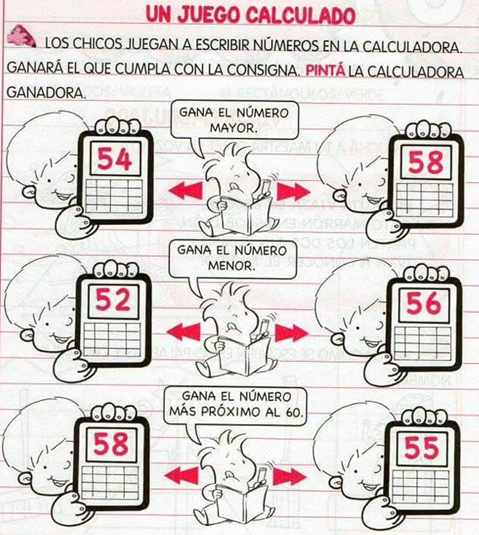 UN JUEGO CALCULADO
LOS CHICOS JUEGAN A ESCRIBIR NÚMEROS EN LA CALCULADORA.
GANARÁ EL QUE CUMPLA CON LA CONSIGNA. PINTÁ LA CALCULADORA
GANADORA.
GANA EL NÚMERO
MAYOR.
54
58
GANA EL NÚMERO
MENOR.
52
56
GANA EL NÚMERO
MÁS PRÓXIMO AL 60.
58
55